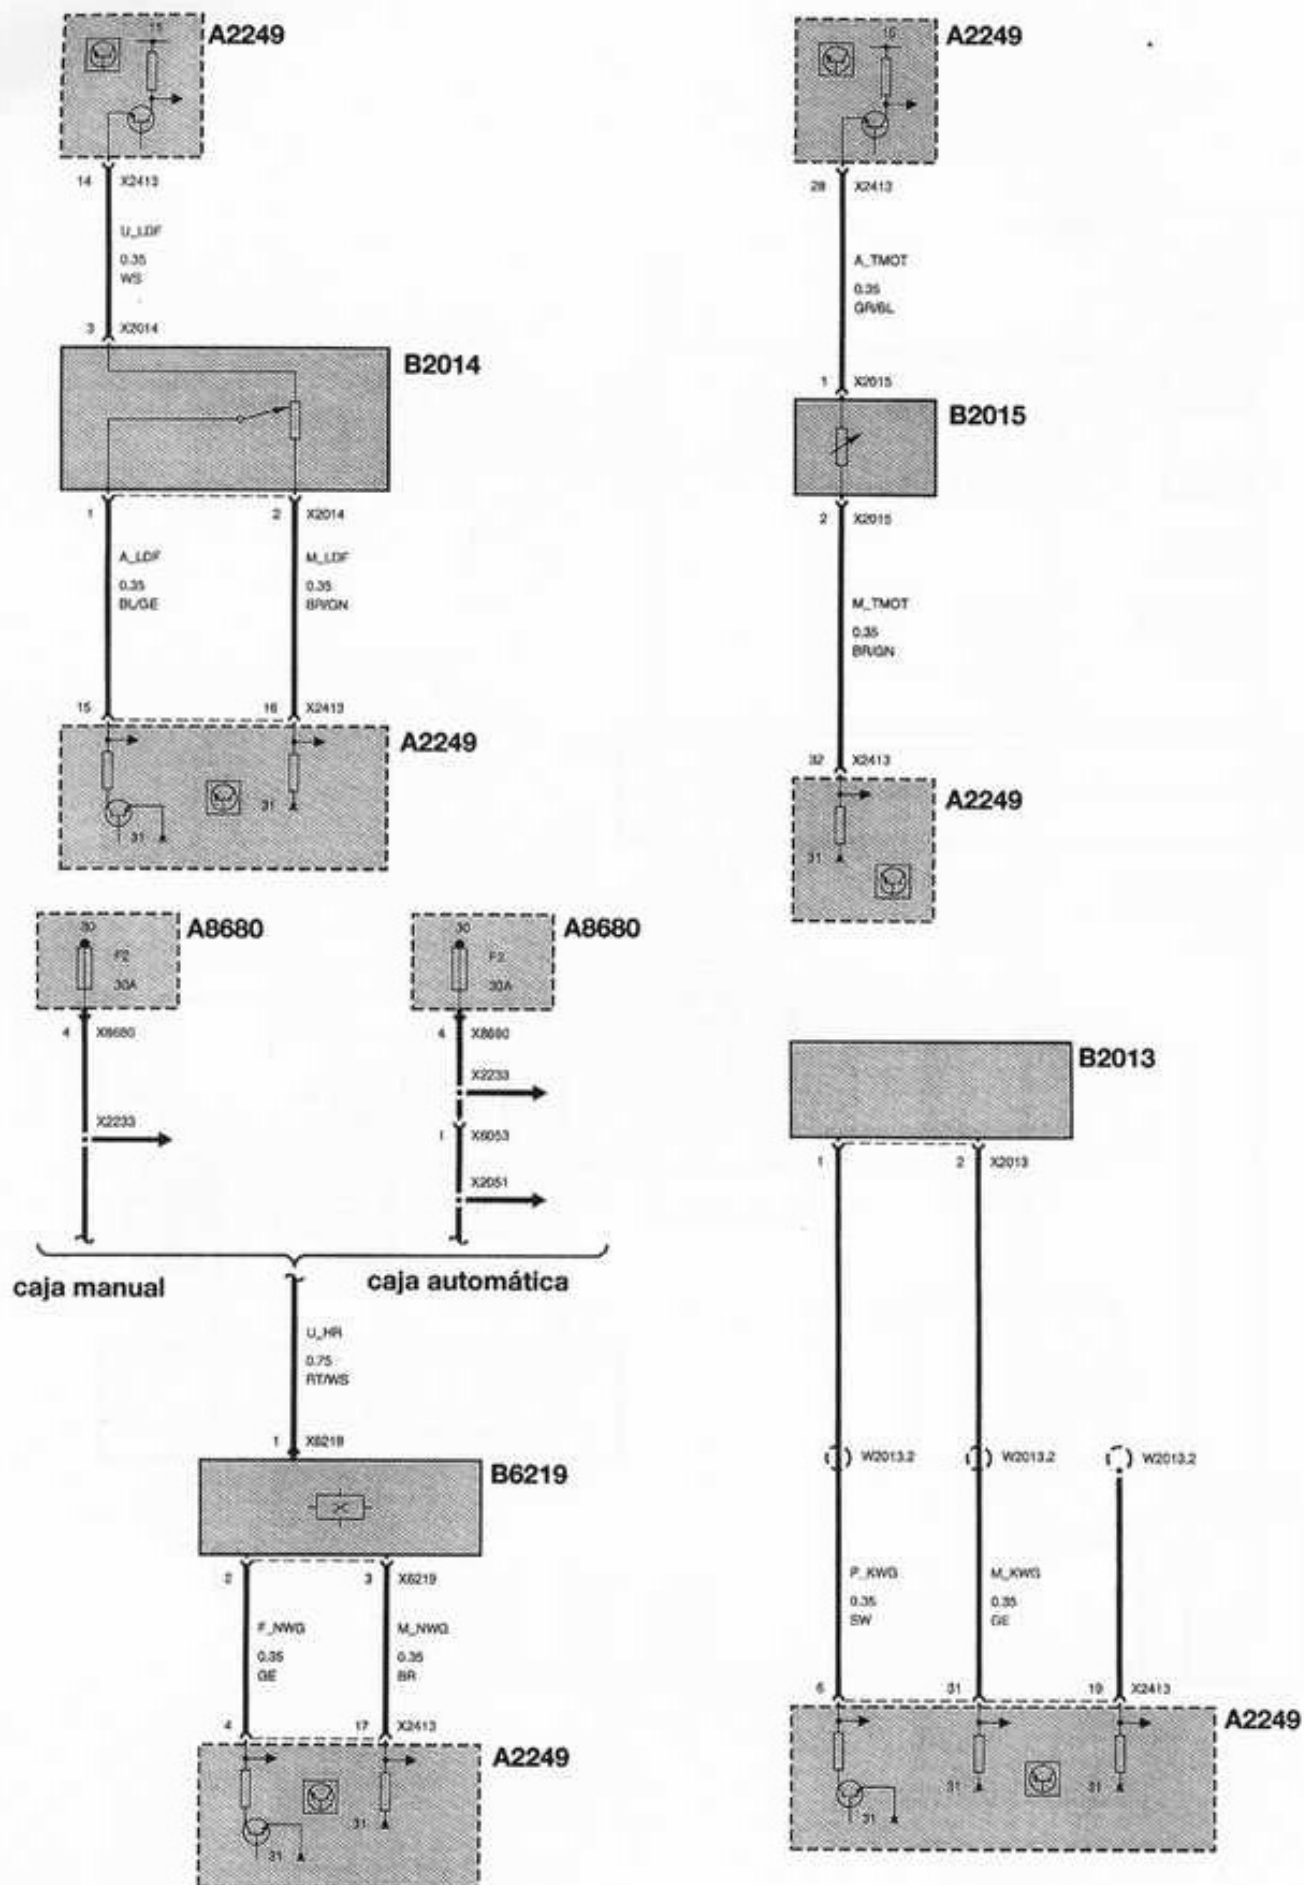 15
A2249
14 X2413
U_LDF
0.35
WS
3 X2014
B2014
1 2 X2014
A_LDF M_LDF
0.35 0.35
BL/GE BR/GN
15 16 X2413
A2249
31
31
A2249
28 X2413
A_TMOT
0.35
GR/BL
1 X2015
B2015
2 X2015
M_TMOT
0.35
BR/GN
32 X2413
A2249
31
30
A8680
F2
30A
4 X8680
X2233
30
A8680
F2
30A
4 X8680
X2233
1 X6053
X2051
caja manual caja automática
U_HR
0.75
RT/WS
1
B6219
2 3 X6219
F_NWG M_NWG
0.35 0.35
GE BR
4 17 X2413
A2249
31
31
B2013
1 2 X2013
W2013.2 W2013.2 W2013.2
P_KWG M_KWG
0.35 0.35
SW GE
6 31 19 X2413
A2249
31 31
31